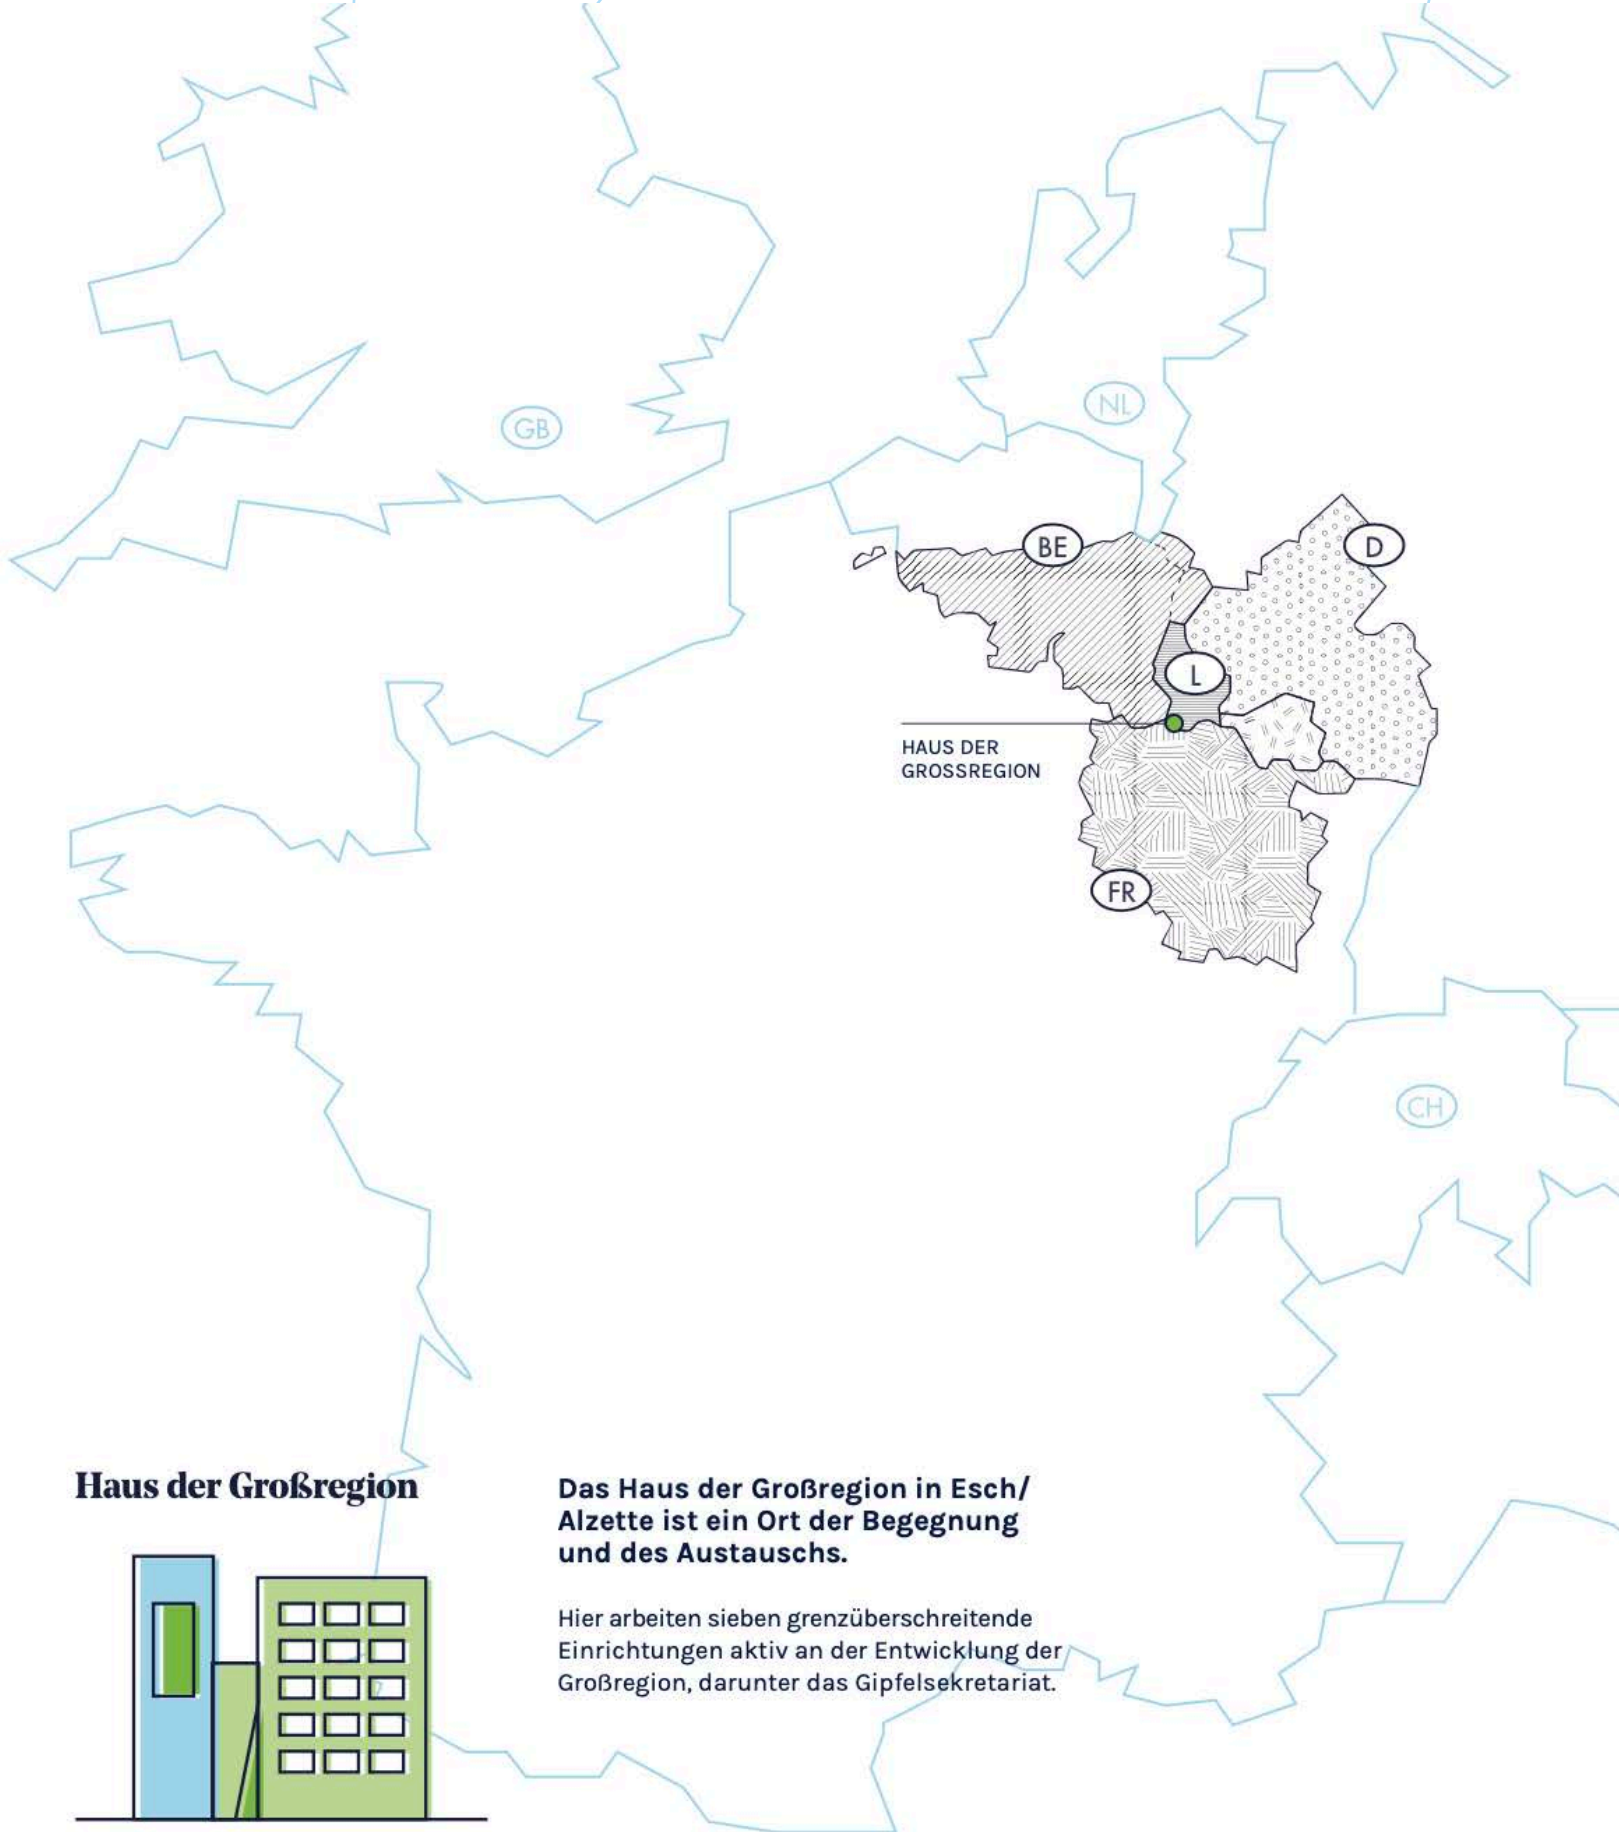 GB
NL
BE
D
L
HAUS DER
GROSSREGION
FR
CH
Haus der Großregion
Das Haus der Großregion in Esch/
Alzette ist ein Ort der Begegnung
und des Austauschs.
Hier arbeiten sieben grenzüberschreitende
Einrichtungen aktiv an der Entwicklung der
Großregion, darunter das Gipfelsekretariat.